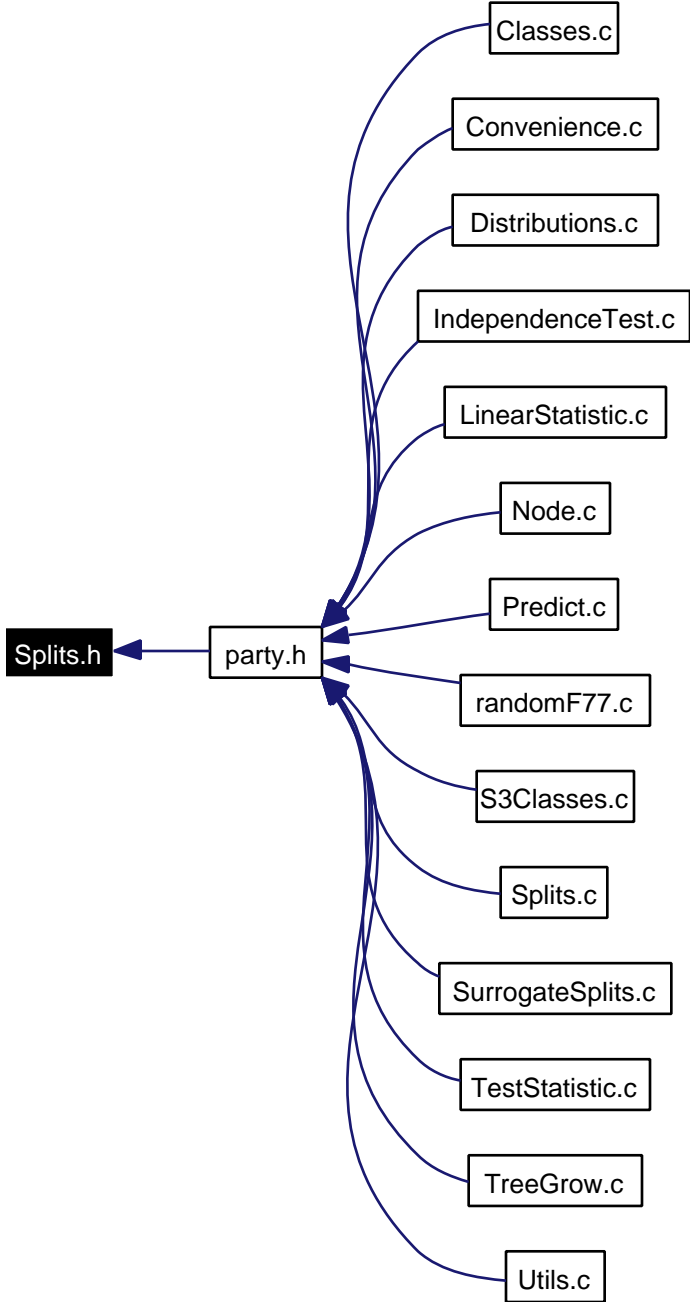 Classes.c
Convenience.c
Distributions.c
IndependenceTest.c
LinearStatistic.c
Node.c
Predict.c
Splits.h
party.h
randomF77.c
S3Classes.c
Splits.c
SurrogateSplits.c
TestStatistic.c
TreeGrow.c
Utils.c